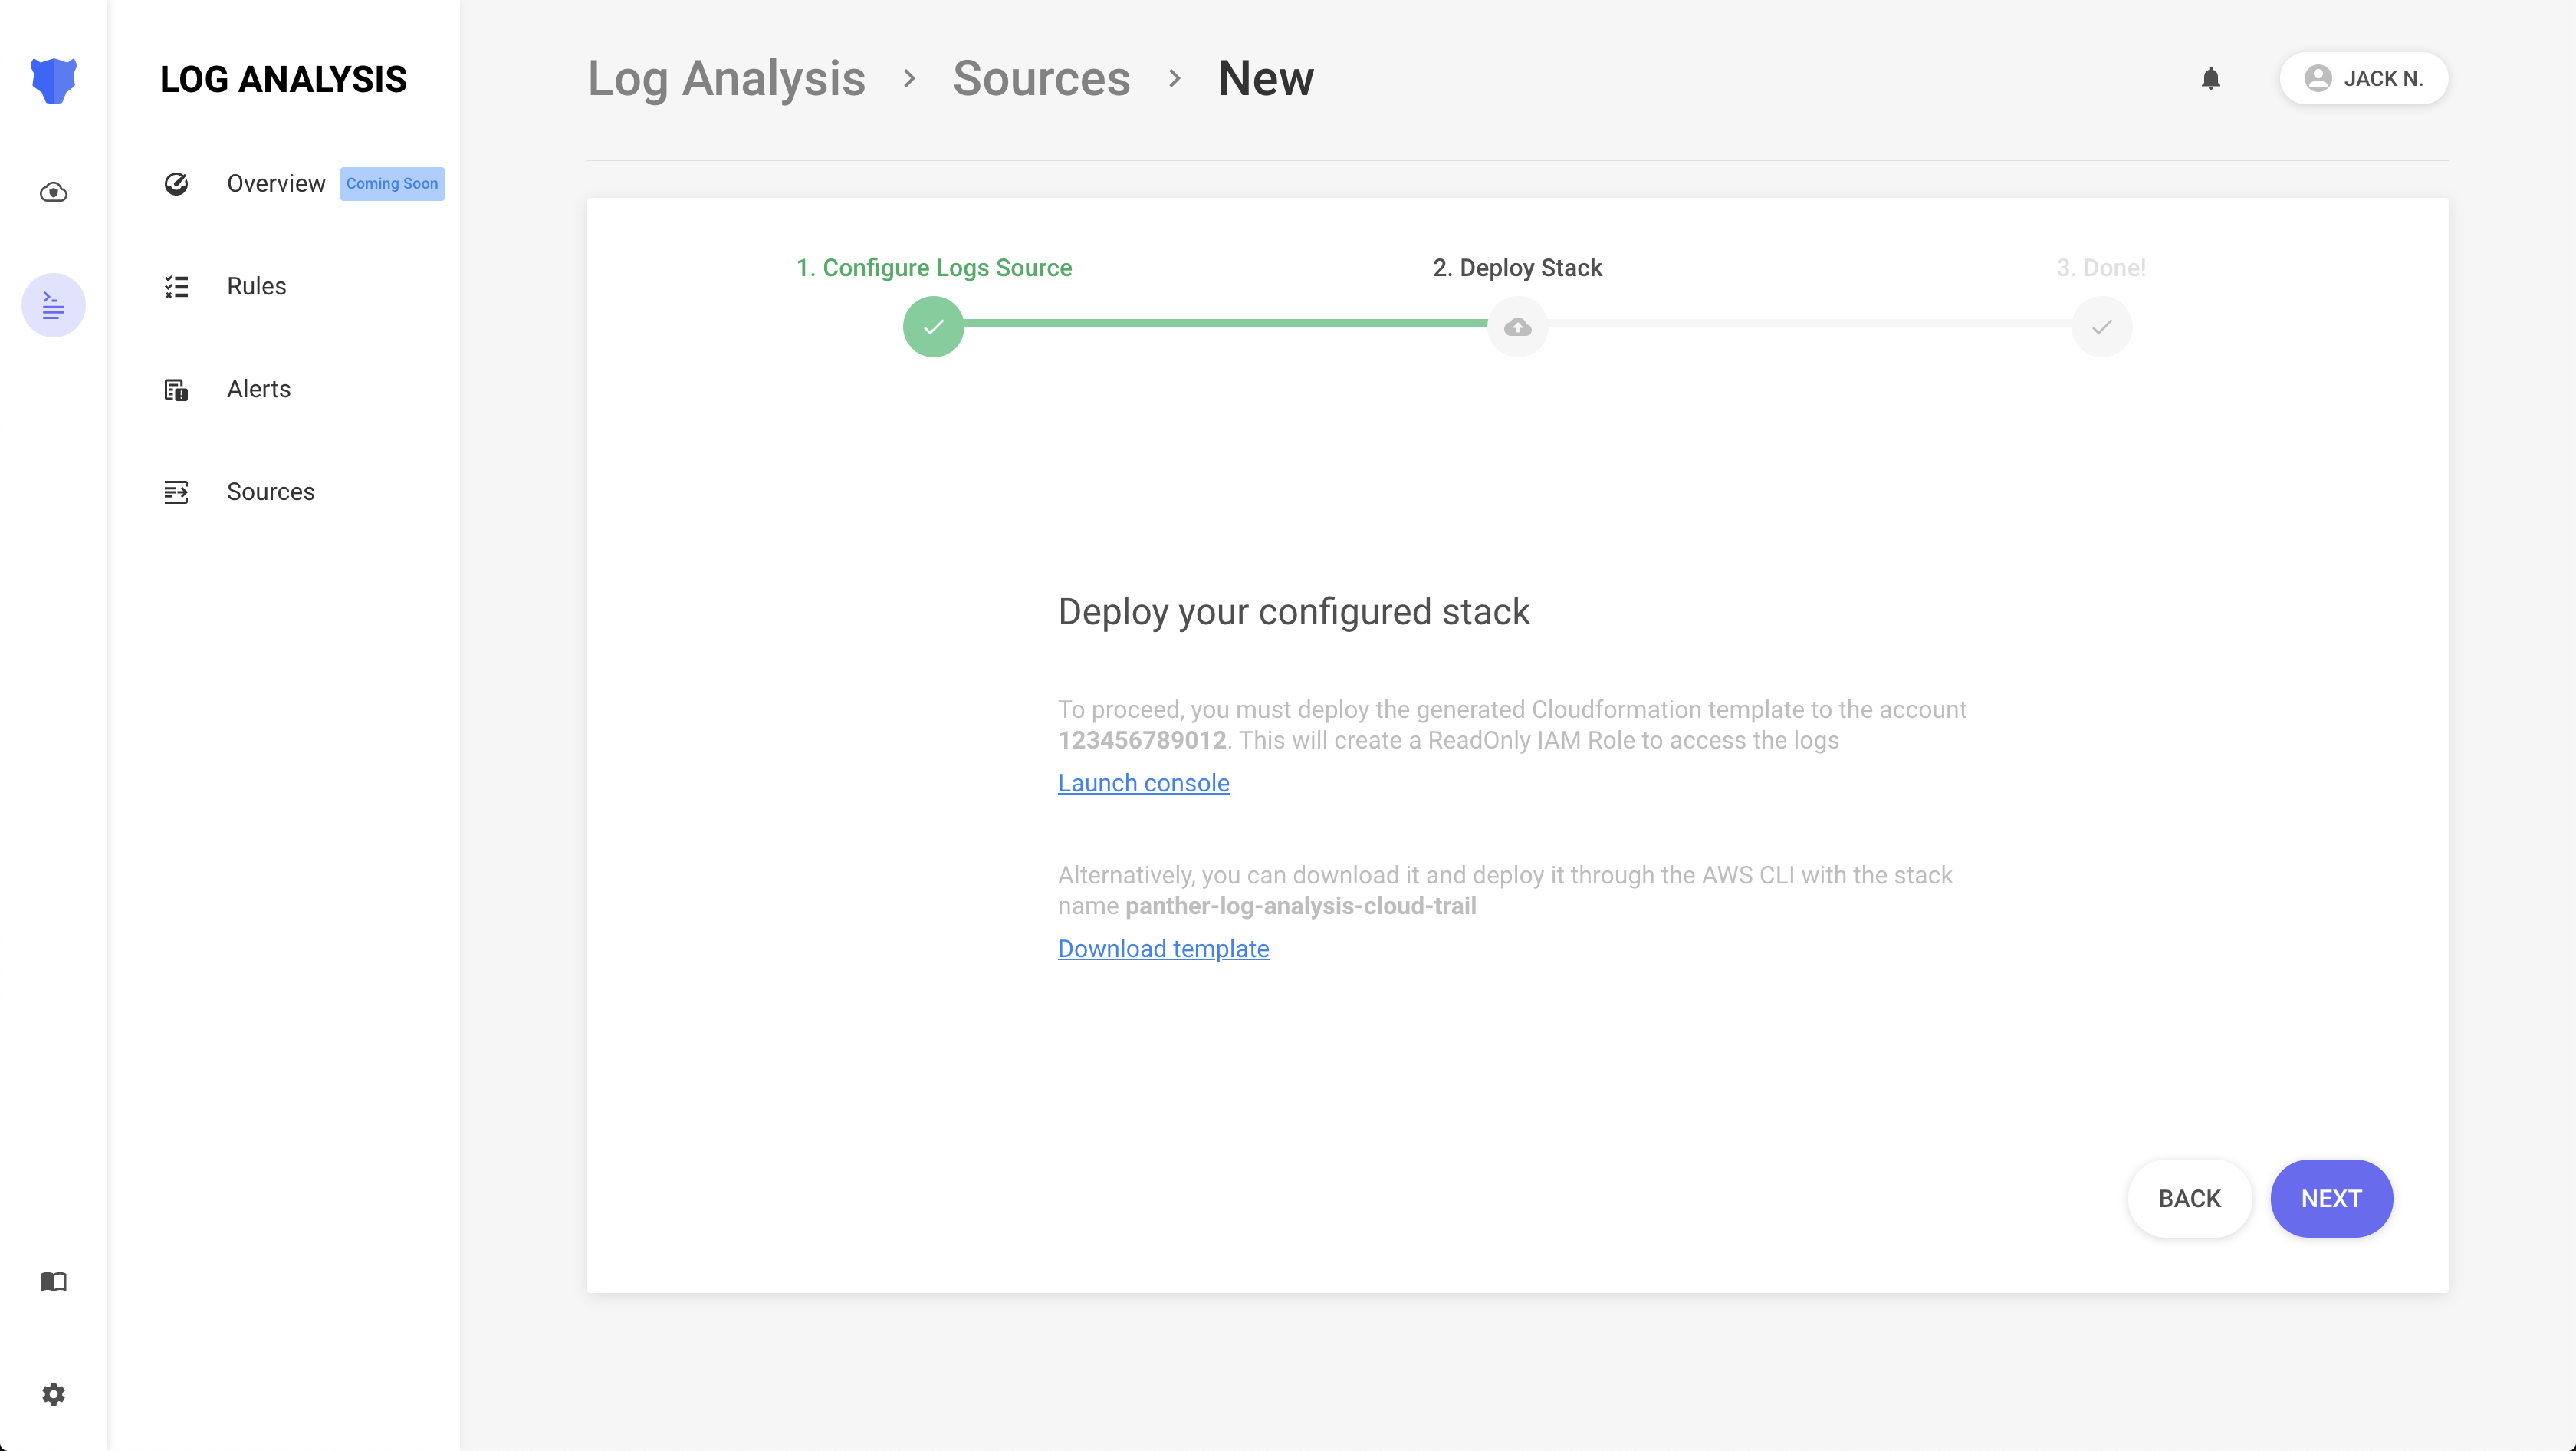 LOG ANALYSIS
Overview Coming Soon
Rules
Alerts
Sources
Log Analysis > Sources > New
JACK N.
1. Configure Logs Source
2. Deploy Stack
3. Done!
Deploy your configured stack
To proceed, you must deploy the generated Cloudformation template to the account
123456789012. This will create a ReadOnly IAM Role to access the logs
Launch console
Alternatively, you can download it and deploy it through the AWS CLI with the stack
name panther-log-analysis-cloud-trail
Download template
BACK
NEXT